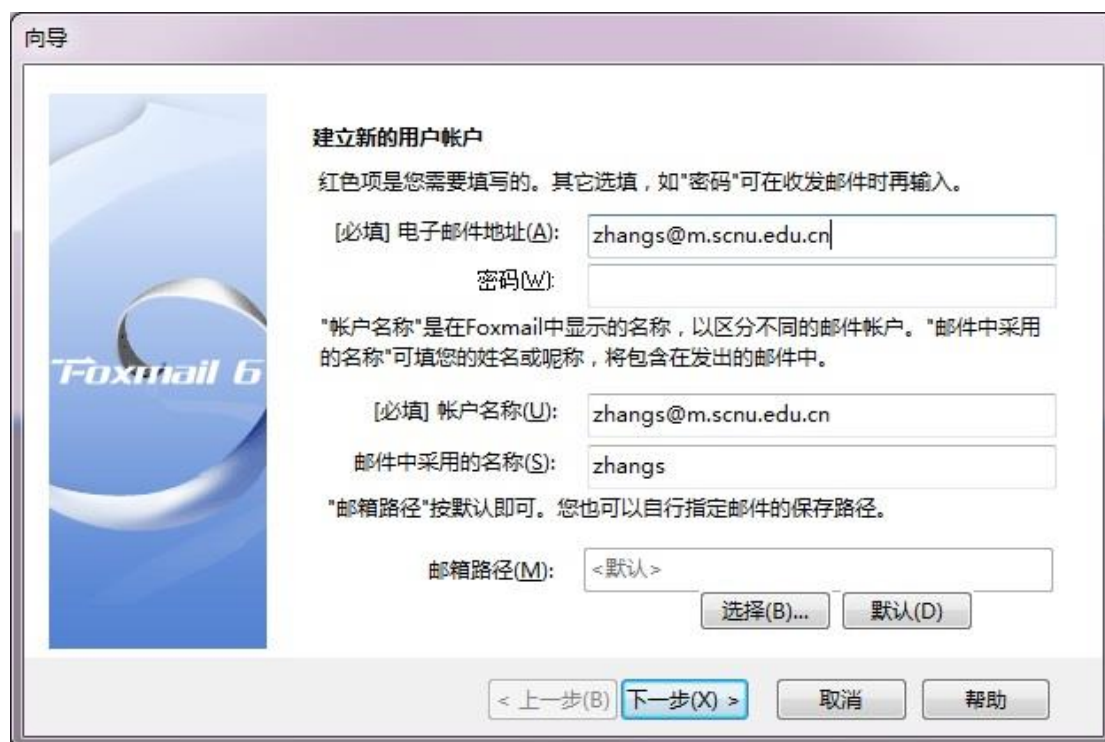 向导
建立新的用户帐户
红色项是您需要填写的。其它选填，如"密码"可在收发邮件时再输入。
[必填] 电子邮件地址(A): zhangs@m.scnu.edu.cn
密码(W):
"帐户名称"是在Foxmail中显示的名称，以区分不同的邮件帐户。"邮件中采用
的名称"可填您的姓名或昵称，将包含在发出的邮件中。
Foxmail 6
[必填] 帐户名称(U): zhangs@m.scnu.edu.cn
邮件中采用的名称(S): zhangs
"邮箱路径"按默认即可。您也可以自行指定邮件的保存路径。
邮箱路径(M): <默认>
选择(B)... 默认(D)
< 上一步(B) 下一步(X) > 取消 帮助